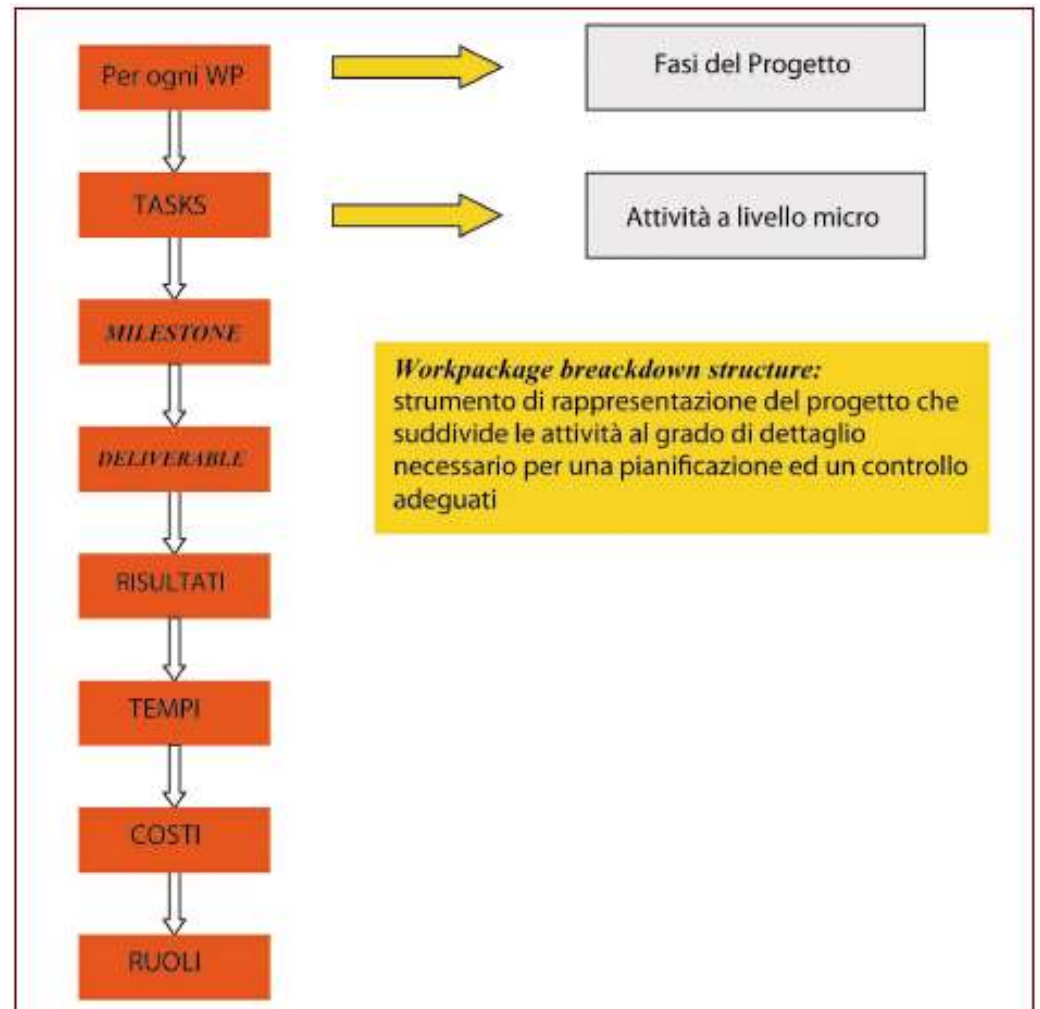 Per ogni WP
Fasi del Progetto
TASKS
Attività a livello micro
MILESTONE
Workpackage breackdown structure:
strumento di rappresentazione del progetto che
suddivide le attività al grado di dettaglio
necessario per una pianificazione ed un controllo
adeguati
DELIVERABLE
RISULTATI
TEMPI
COSTI
RUOLI